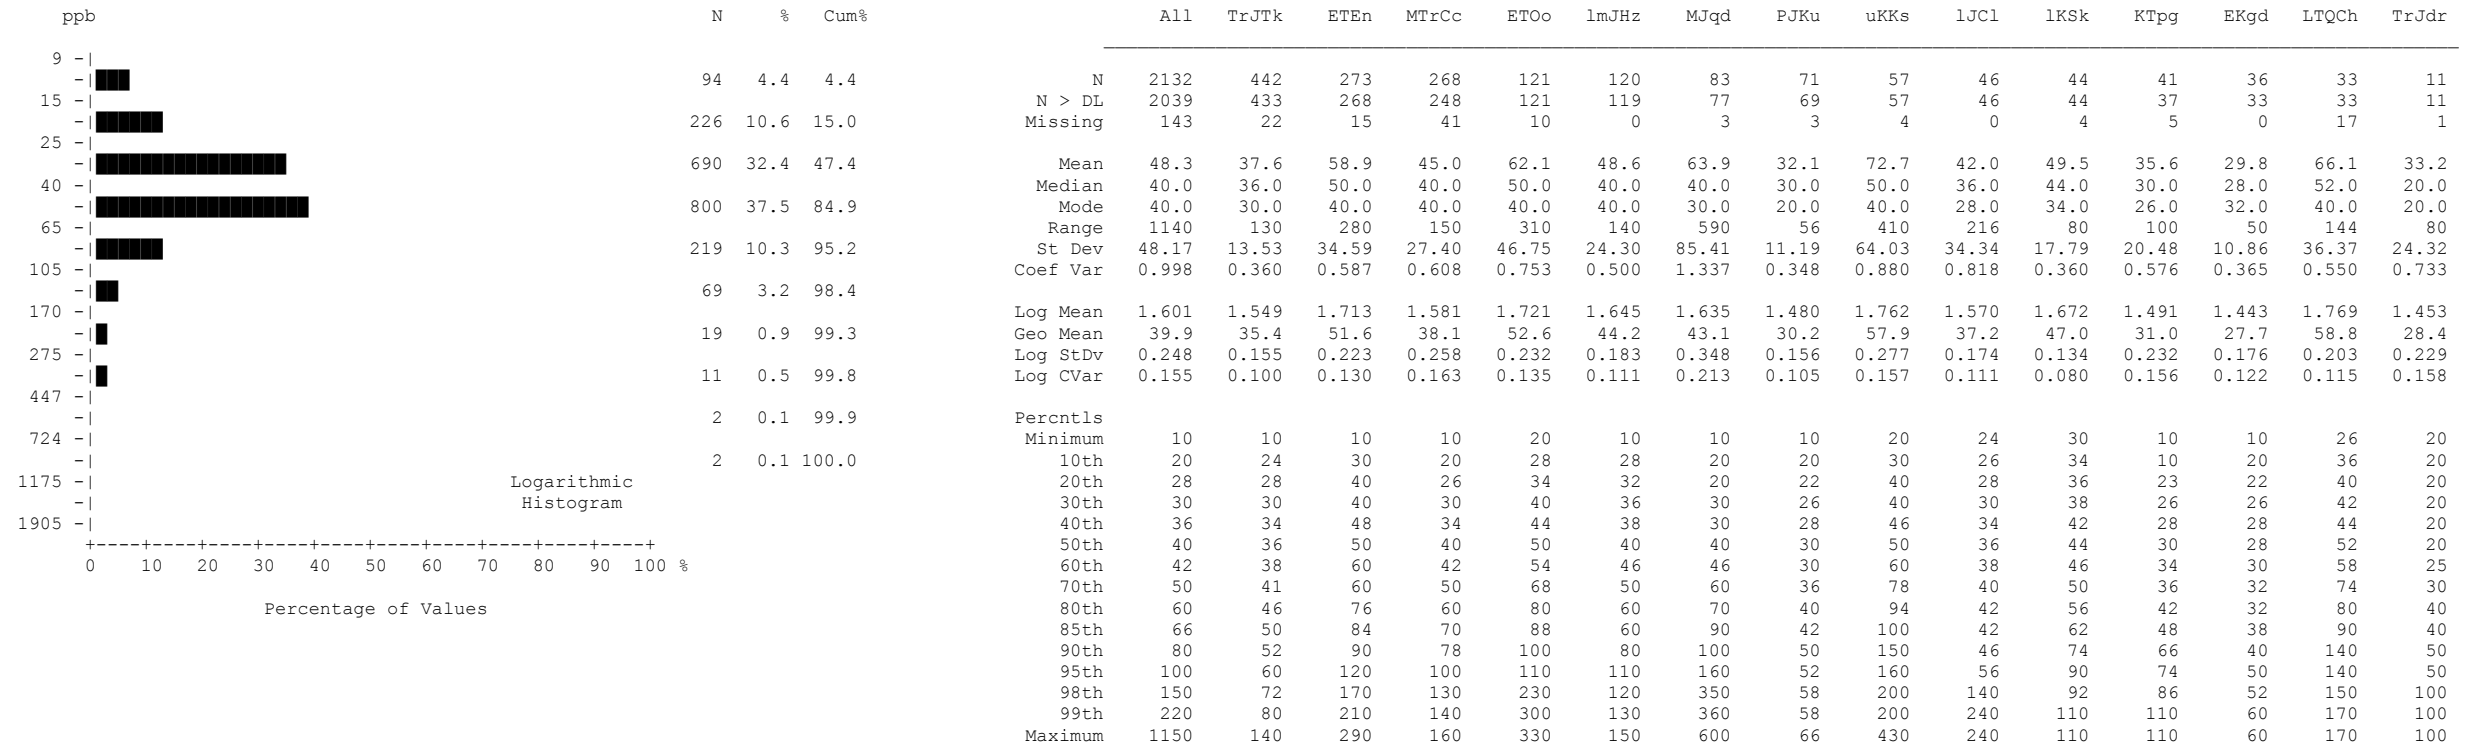 ppb N % Cum% All TrJTk ETEn MTrCc ETOo lmJHz MJqd PJKu uKKs lJCl lKSk KTpg EKgd LTQCh TrJdr
9 -|
-| 94 4.4 4.4 N 2132 442 273 268 121 120 83 71 57 46 44 41 36 33 11
15 -| N > DL 2039 433 268 248 121 119 77 69 57 46 44 37 33 33 11
-| 226 10.6 15.0 Missing 143 22 15 41 10 0 3 3 4 0 4 5 0 17 1
25 -|
-| 690 32.4 47.4 Mean 48.3 37.6 58.9 45.0 62.1 48.6 63.9 32.1 72.7 42.0 49.5 35.6 29.8 66.1 33.2
40 -| Median 40.0 36.0 50.0 40.0 50.0 40.0 40.0 30.0 50.0 36.0 44.0 30.0 28.0 52.0 20.0
-| 800 37.5 84.9 Mode 40.0 30.0 40.0 40.0 40.0 40.0 30.0 20.0 40.0 28.0 34.0 26.0 32.0 40.0 20.0
65 -| Range 1140 130 280 150 310 140 590 56 410 216 80 100 50 144 80
-| 219 10.3 95.2 St Dev 48.17 13.53 34.59 27.40 46.75 24.30 85.41 11.19 64.03 34.34 17.79 20.48 10.86 36.37 24.32
105 -| Coef Var 0.998 0.360 0.587 0.608 0.753 0.500 1.337 0.348 0.880 0.818 0.360 0.576 0.365 0.550 0.733
-| 69 3.2 98.4
170 -| Log Mean 1.601 1.549 1.713 1.581 1.721 1.645 1.635 1.480 1.762 1.570 1.672 1.491 1.443 1.769 1.453
-| 19 0.9 99.3 Geo Mean 39.9 35.4 51.6 38.1 52.6 44.2 43.1 30.2 57.9 37.2 47.0 31.0 27.7 58.8 28.4
275 -| Log StDv 0.248 0.155 0.223 0.258 0.232 0.183 0.348 0.156 0.277 0.174 0.134 0.232 0.176 0.203 0.229
-| 11 0.5 99.8 Log CVar 0.155 0.100 0.130 0.163 0.135 0.111 0.213 0.105 0.157 0.111 0.080 0.156 0.122 0.115 0.158
447 -|
-| 2 0.1 99.9 Percntls
724 -| Minimum 10 10 10 10 20 10 10 10 20 24 30 10 10 26 20
-| 2 0.1 100.0 10th 20 24 30 20 28 28 20 20 30 26 34 10 20 36 20
1175 -| Logarithmic 20th 28 28 40 26 34 32 20 22 40 28 36 23 22 40 20
-| Histogram 30th 30 30 40 30 40 36 30 26 40 30 38 26 26 42 20
1905 -| 40th 36 34 48 34 44 38 30 28 46 34 42 28 28 44 20
+----+----+----+----+----+----+----+----+----+----+ 50th 40 36 50 40 50 40 40 30 50 36 44 30 28 52 20
0 10 20 30 40 50 60 70 80 90 100 % 60th 42 38 60 42 54 46 46 30 60 38 46 34 30 58 25
70th 50 41 60 50 68 50 60 36 78 40 50 36 32 74 30
Percentage of Values 80th 60 46 76 60 80 60 70 40 94 42 56 42 32 80 40
85th 66 50 84 70 88 60 90 42 100 42 62 48 38 90 40
90th 80 52 90 78 100 80 100 50 150 46 74 66 40 140 50
95th 100 60 120 100 110 110 160 52 160 56 90 74 50 140 50
98th 150 72 170 130 230 120 350 58 200 140 92 86 52 150 100
99th 220 80 210 140 300 130 360 58 200 240 110 110 60 170 100
Maximum 1150 140 290 160 330 150 600 66 430 240 110 110 60 170 100